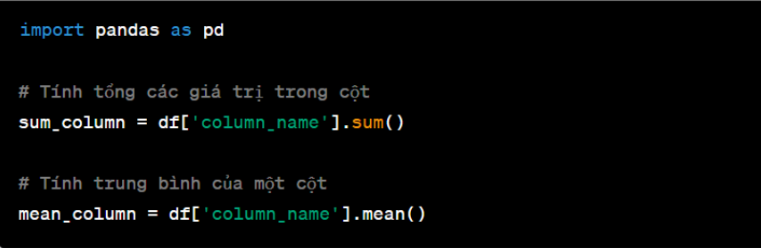 import pandas as pd
# Tính tổng các giá trị trong cột
sum_column = df['column_name'].sum()
# Tính trung bình của một cột
mean_column = df['column_name'].mean()